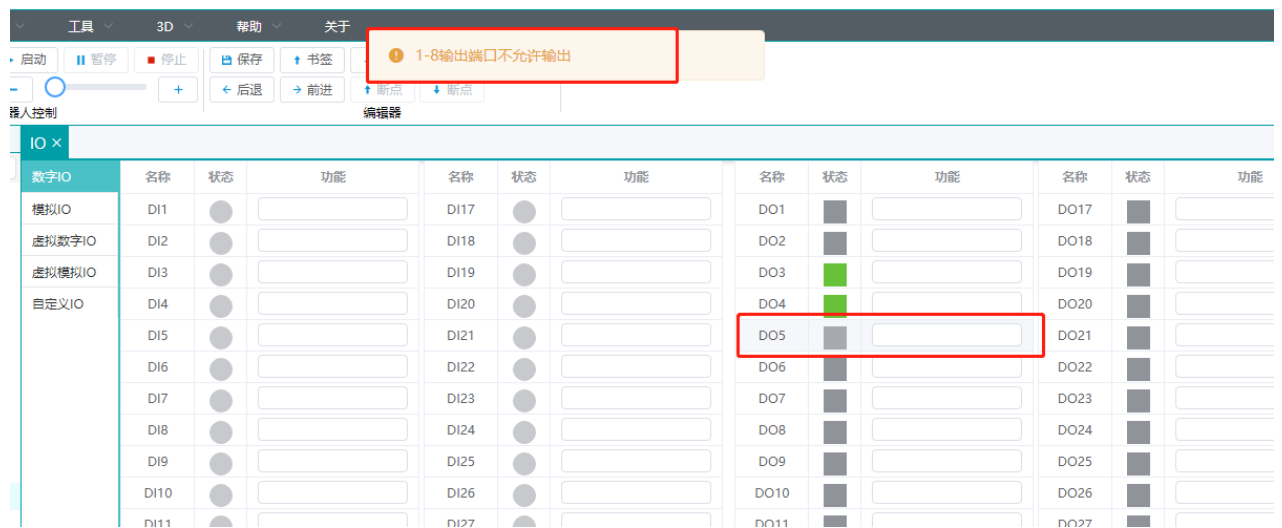 工具 3D 帮助 关于
启动 暂停 停止 保存 书签 1-8输出端口不允许输出
后退 前进 断点 断点
器人控制 编辑器
IO ×
数字IO 名称 状态 功能 名称 状态 功能 名称 状态 功能 名称 状态 功能
模拟IO DI1 DI17 DO1 DO17
虚拟数字IO DI2 DI18 DO2 DO18
虚拟模拟IO DI3 DI19 DO3 DO19
自定义IO DI4 DI20 DO4 DO20
DI5 DI21 DO5 DO21
DI6 DI22 DO6 DO22
DI7 DI23 DO7 DO23
DI8 DI24 DO8 DO24
DI9 DI25 DO9 DO25
DI10 DI26 DO10 DO26
DI11 DI27 DO11 DO27